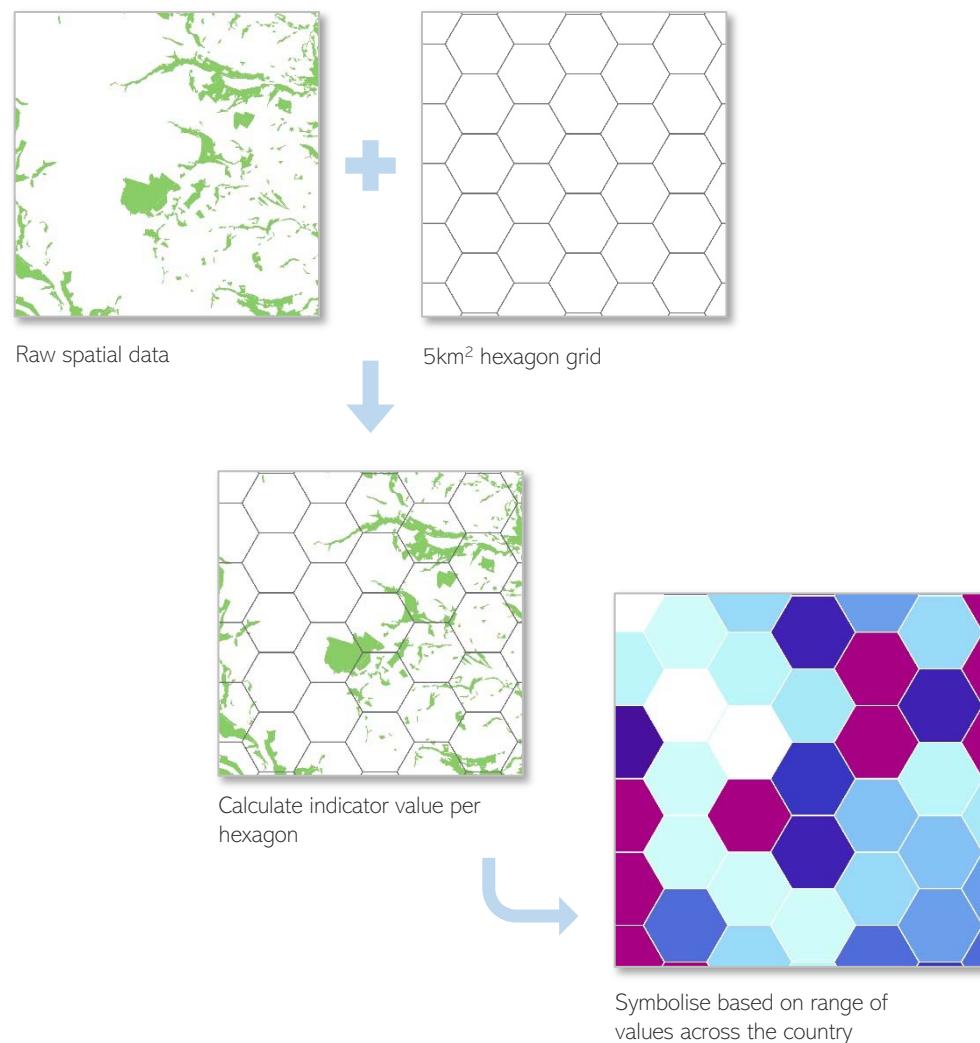 Raw spatial data
5km² hexagon grid
Calculate indicator value per
hexagon
Symbolise based on range of
values across the country